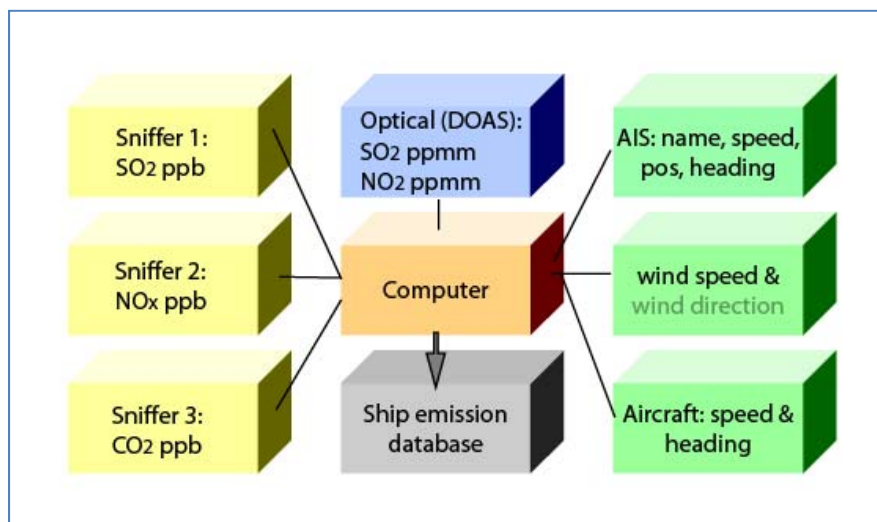 Sniffer 1:
SO2 ppb
Optical (DOAS):
SO2 ppmm
NO2 ppmm
AIS: name, speed,
pos, heading
Sniffer 2:
NOx ppb
Computer
wind speed &
wind direction
Sniffer 3:
CO2 ppb
Ship emission
database
Aircraft: speed &
heading